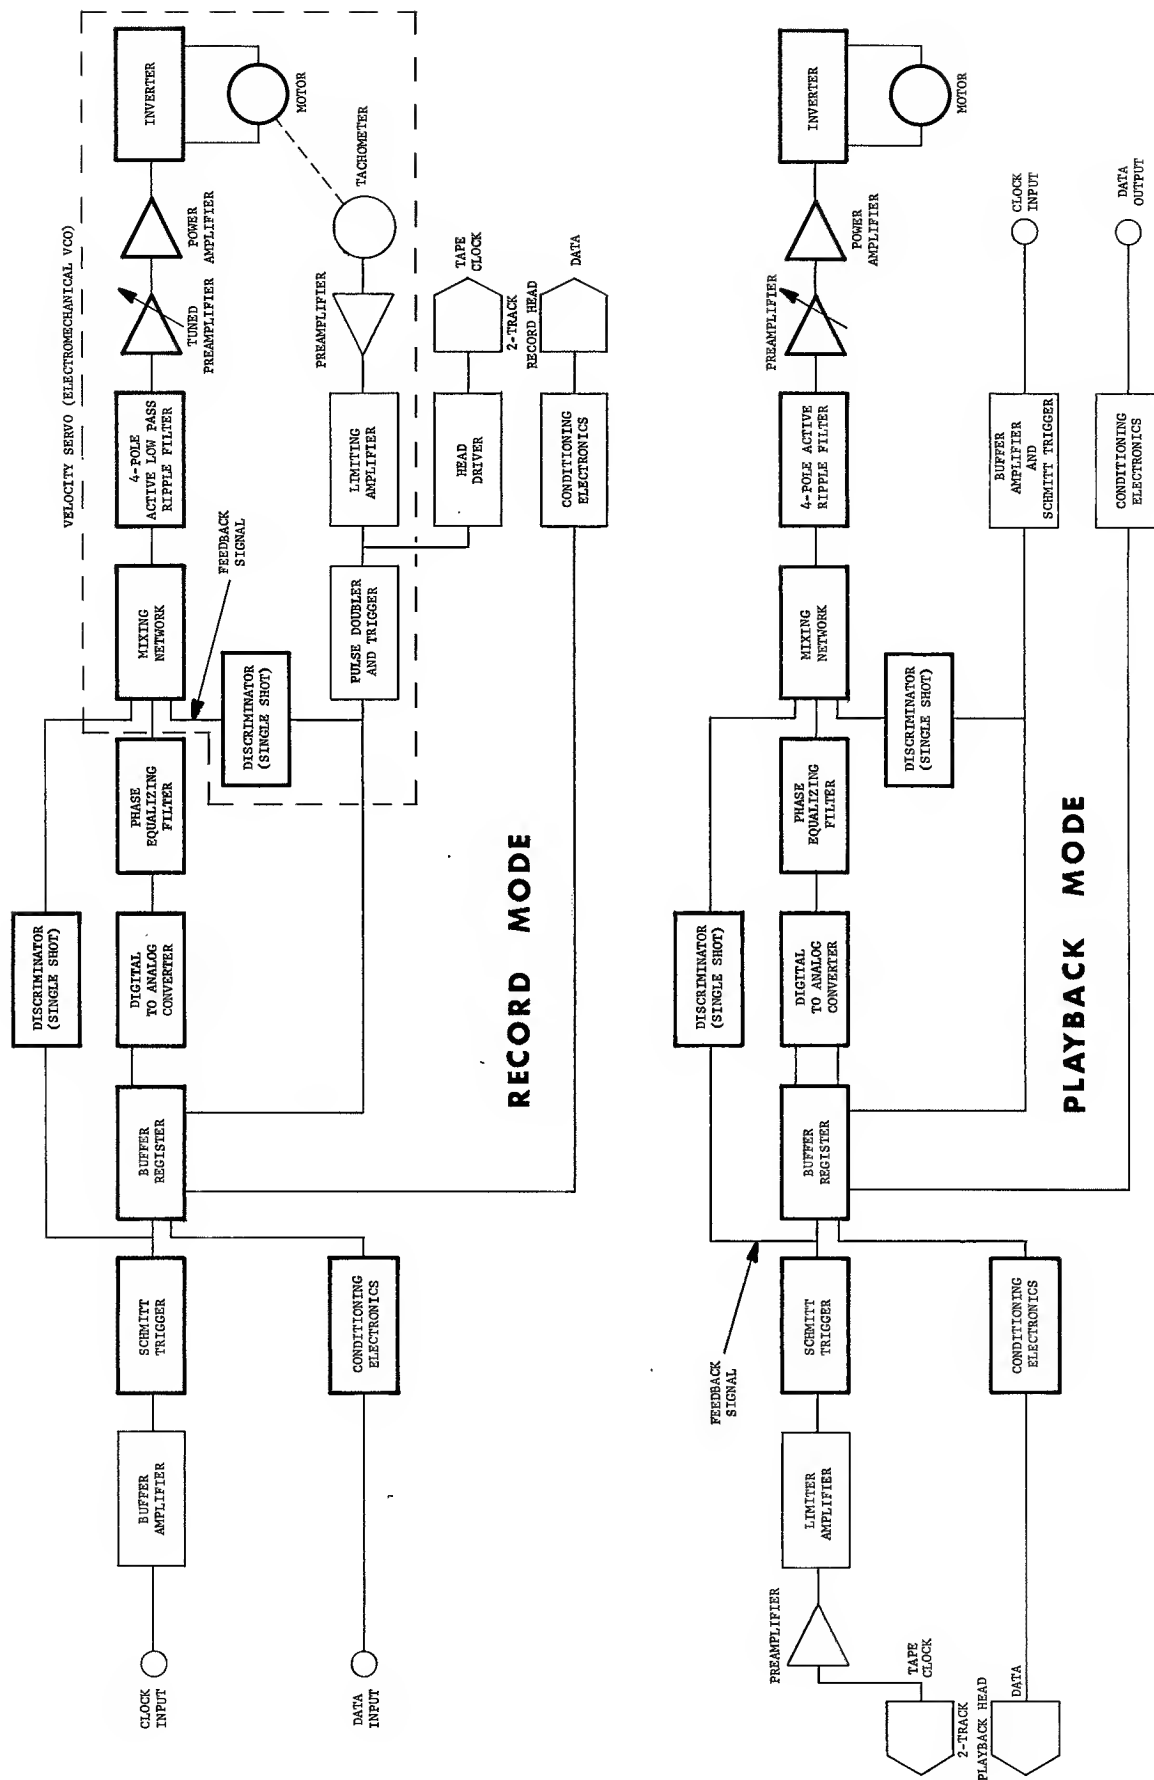 VELOCITY SERVO (ELECTROMECHANICAL VCO)
CLOCK
INPUT
BUFFER
AMPLIFIER
SCHMITT
TRIGGER
DISCRIMINATOR
(SINGLE SHOT)
BUFFER
REGISTER
DIGITAL
TO ANALOG
CONVERTER
PHASE
EQUALIZING
FILTER
MIXING
NETWORK
4-POLE
ACTIVE LOW PASS
RIPPLE FILTER
TUNED
PREAMPLIFIER
POWER
AMPLIFIER
INVERTER
MOTOR
TACHOMETER
FEEDBACK
SIGNAL
DISCRIMINATOR
(SINGLE SHOT)
DATA
INPUT
CONDITIONING
ELECTRONICS
PULSE DOUBLER
AND TRIGGER
LIMITING
AMPLIFIER
PREAMPLIFIER
HEAD
DRIVER
TAPE
CLOCK
2-TRACK
RECORD HEAD
CONDITIONING
ELECTRONICS
DATA
RECORD MODE
PREAMPLIFIER
LIMITER
AMPLIFIER
SCHMITT
TRIGGER
FEEDBACK
SIGNAL
DISCRIMINATOR
(SINGLE SHOT)
BUFFER
REGISTER
DIGITAL
TO ANALOG
CONVERTER
PHASE
EQUALIZING
FILTER
MIXING
NETWORK
4-POLE ACTIVE
RIPPLE FILTER
PREAMPLIFIER
POWER
AMPLIFIER
INVERTER
MOTOR
DISCRIMINATOR
(SINGLE SHOT)
TAPE
CLOCK
2-TRACK
PLAYBACK HEAD
DATA
CONDITIONING
ELECTRONICS
BUFFER
AMPLIFIER
AND
SCHMITT TRIGGER
CLOCK
INPUT
CONDITIONING
ELECTRONICS
DATA
OUTPUT
PLAYBACK MODE